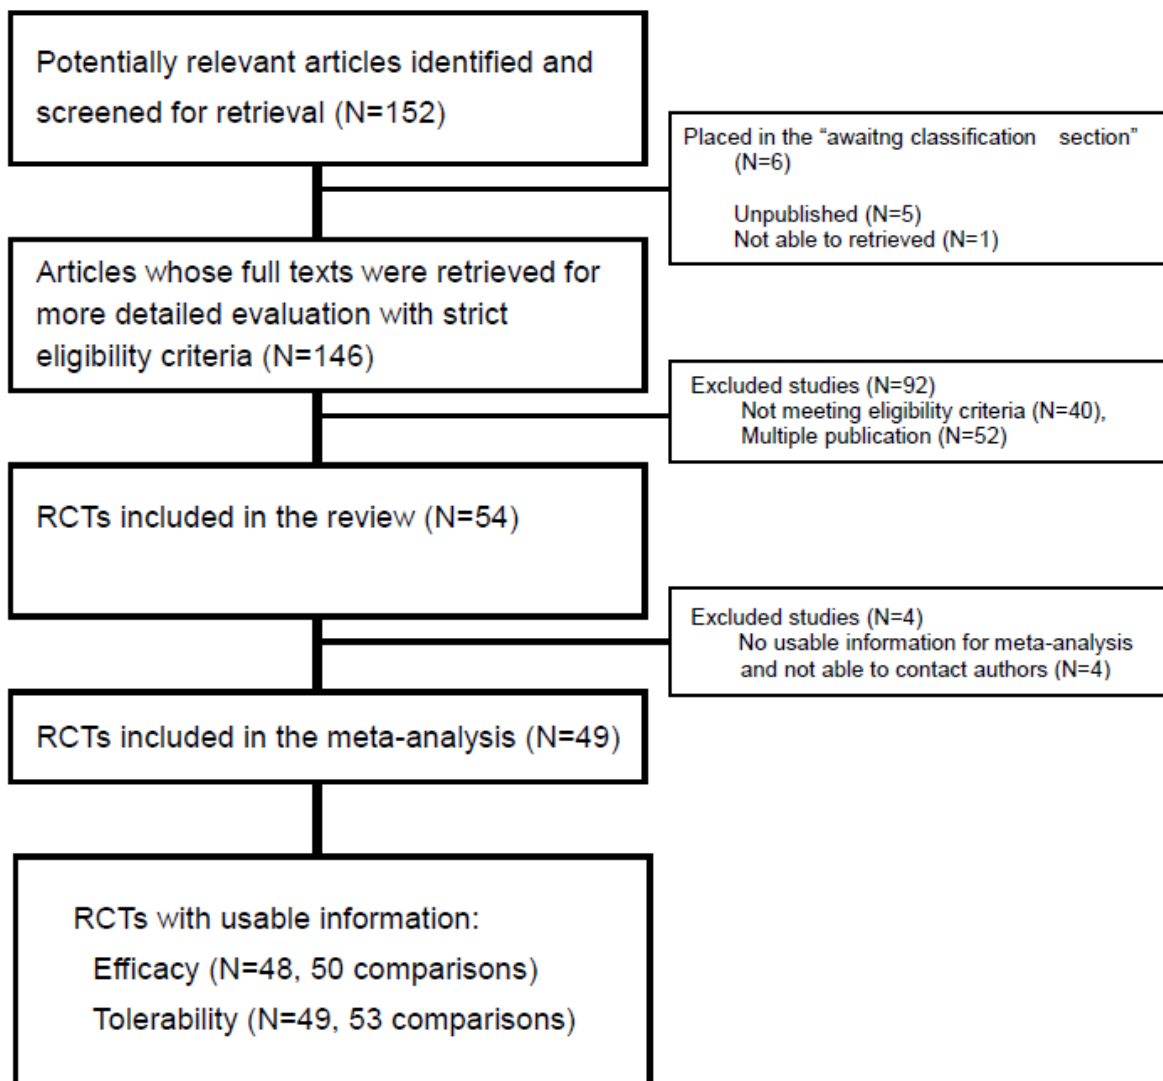 Potentially relevant articles identified and
screened for retrieval (N=152)
Placed in the “awaitng classification section”
(N=6)
Unpublished (N=5)
Not able to retrieved (N=1)
Articles whose full texts were retrieved for
more detailed evaluation with strict
eligibility criteria (N=146)
Excluded studies (N=92)
Not meeting eligibility criteria (N=40),
Multiple publication (N=52)
RCTs included in the review (N=54)
Excluded studies (N=4)
No usable information for meta-analysis
and not able to contact authors (N=4)
RCTs included in the meta-analysis (N=49)
RCTs with usable information:
Efficacy (N=48, 50 comparisons)
Tolerability (N=49, 53 comparisons)